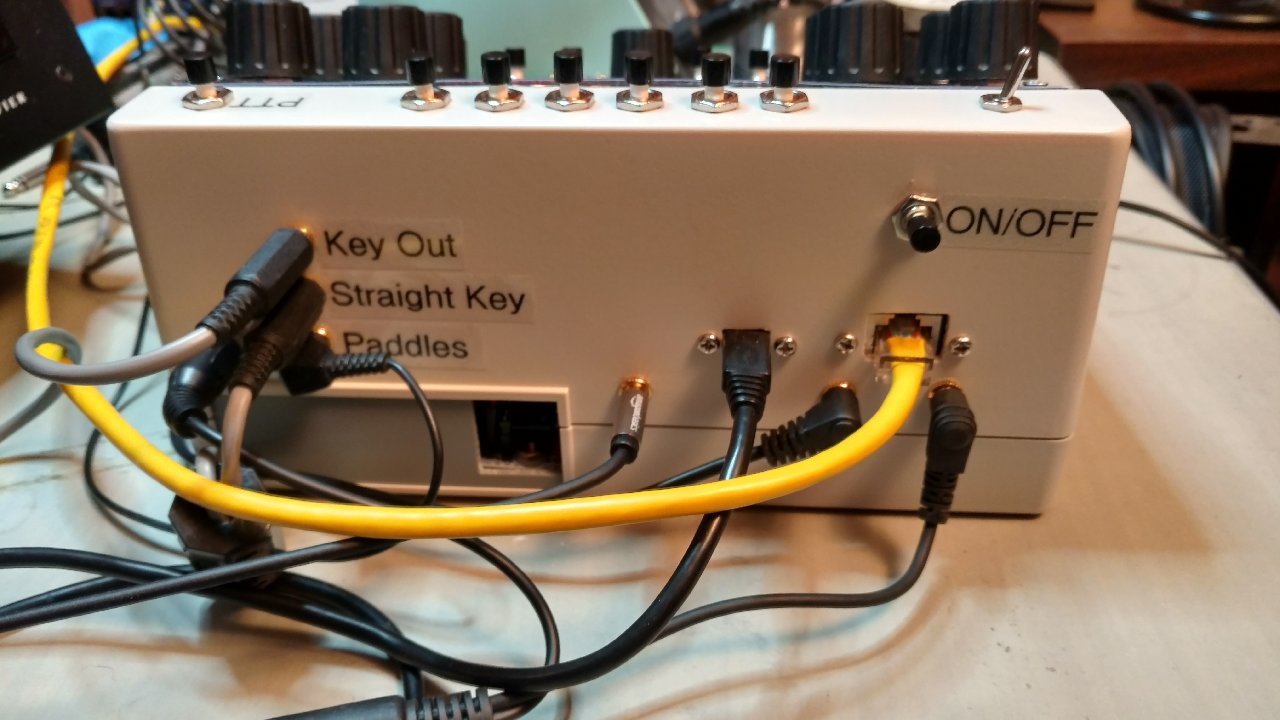 PTT
ON/OFF
Key Out
Straight Key
Paddles